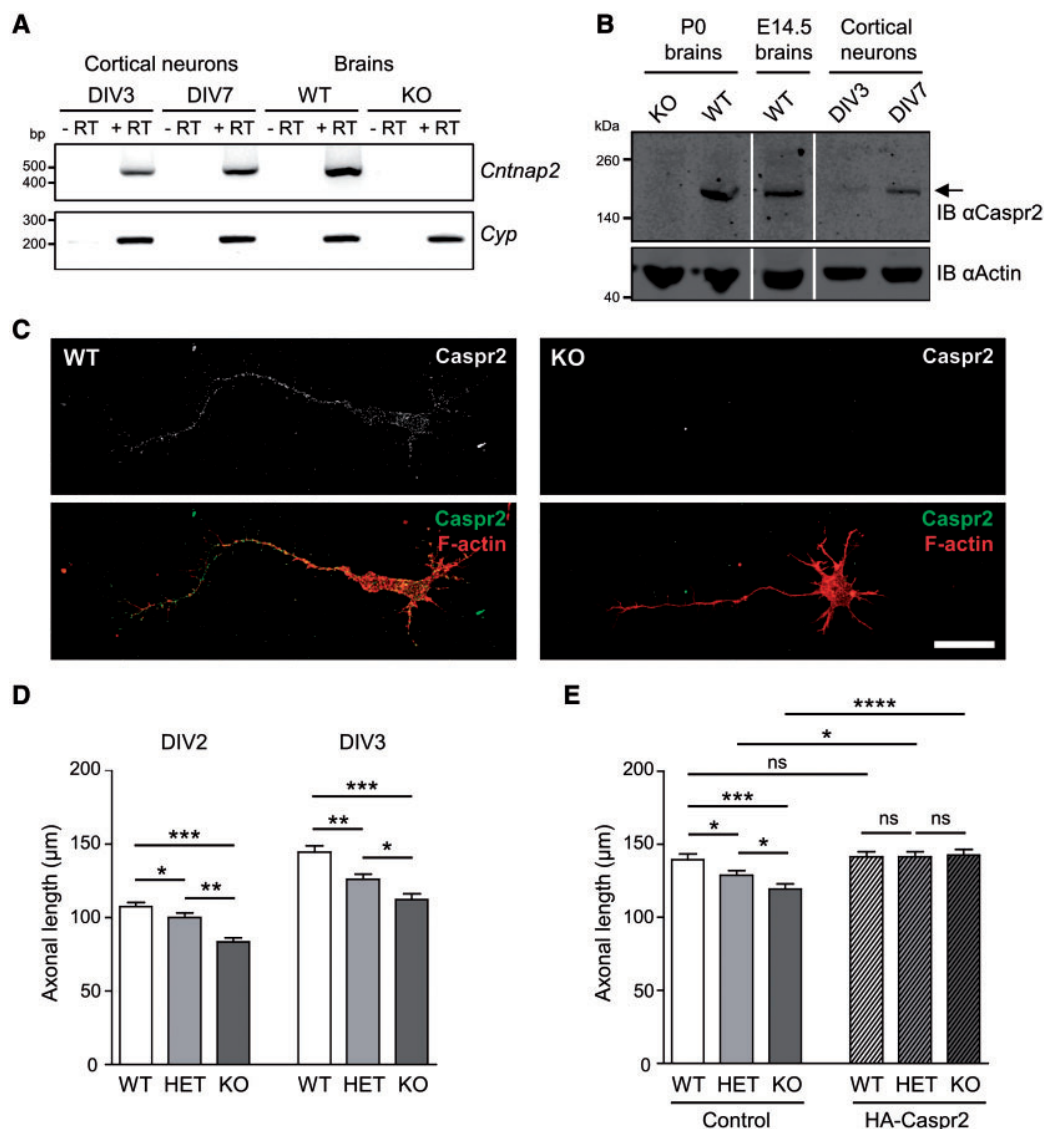 A
Cortical neurons Brains
DIV3 DIV7 WT KO
bp - RT + RT - RT + RT - RT + RT - RT + RT
500
400
Cntnap2
300
200
Cyp
B
P0 brains E14.5 brains Cortical neurons
KO WT WT DIV3 DIV7
kDa
260
140
IB αCaspr2
40
IB αActin
C
WT Caspr2
KO Caspr2
Caspr2
F-actin
Caspr2
F-actin
D
DIV2 DIV3
Axonal length (μm)
200
150
100
50
0
***
* **
***
** *
WT HET KO WT HET KO
E
Axonal length (μm)
200
150
100
50
0
****
*
ns
***
* *
ns ns
WT HET KO WT HET KO
Control HA-Caspr2